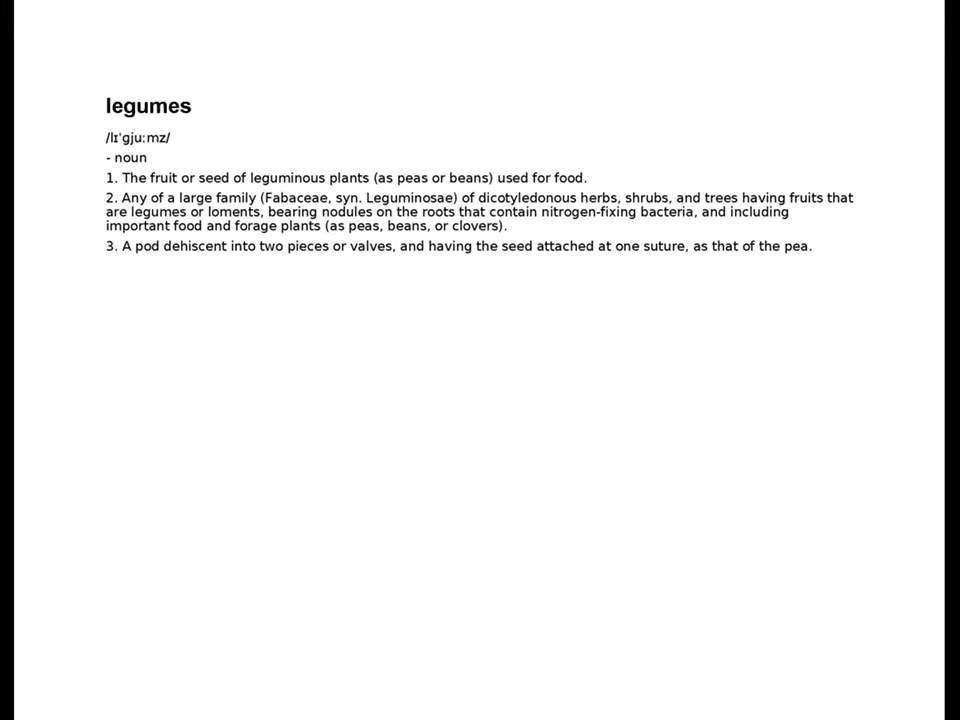 legumes
/lɪˈɡjuːmz/
- noun
1. The fruit or seed of leguminous plants (as peas or beans) used for food.
2. Any of a large family (Fabaceae, syn. Leguminosae) of dicotyledonous herbs, shrubs, and trees having fruits that
are legumes or loments, bearing nodules on the roots that contain nitrogen-fixing bacteria, and including
important food and forage plants (as peas, beans, or clovers).
3. A pod dehiscent into two pieces or valves, and having the seed attached at one suture, as that of the pea.